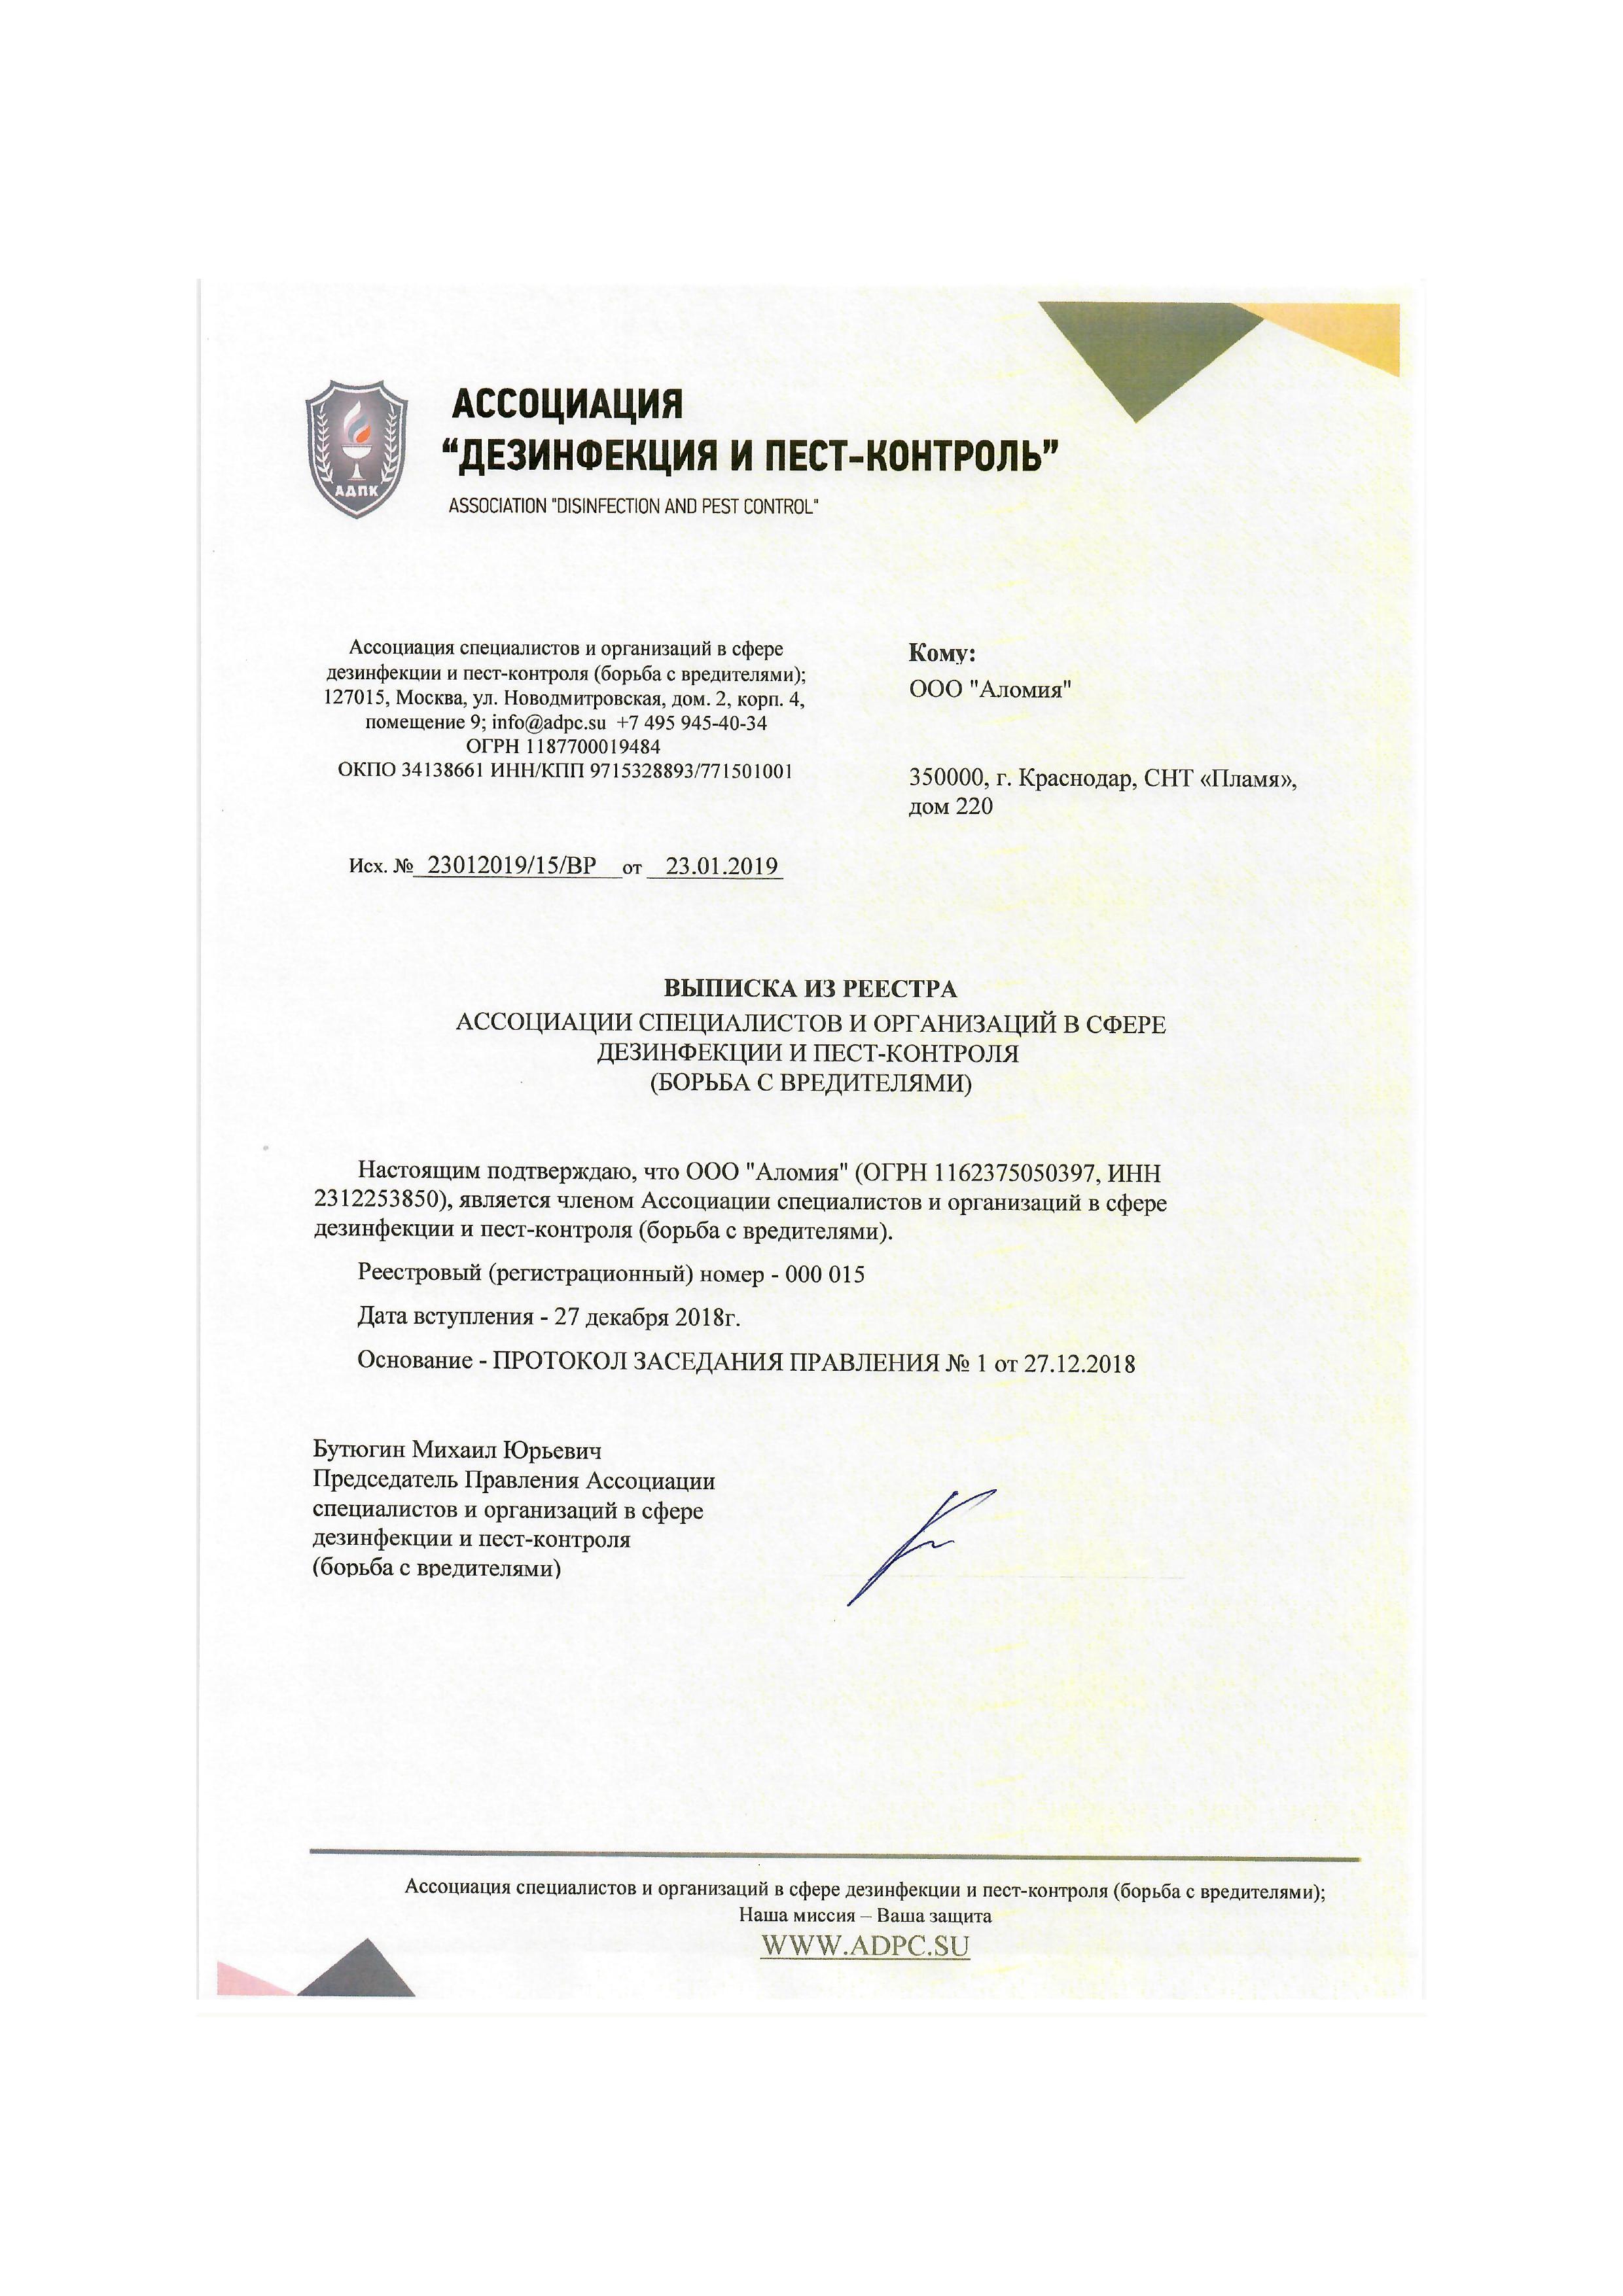 АССОЦИАЦИЯ
“ДЕЗИНФЕКЦИЯ И ПЕСТ-КОНТРОЛЬ”
ASSOCIATION "DISINFECTION AND PEST CONTROL"
АДПК
Ассоциация специалистов и организаций в сфере
дезинфекции и пест-контроля (борьба с вредителями);
127015, Москва, ул. Новодмитровская, дом. 2, корп. 4,
помещение 9; info@adpc.su +7 495 945-40-34
ОГРН 1187700019484
ОКПО 34138661 ИНН/КПП 9715328893/771501001
Кому:
ООО "Аломия"
350000, г. Краснодар, СНТ «Пламя»,
дом 220
Исх. № 23012019/15/ВР от 23.01.2019
ВЫПИСКА ИЗ РЕЕСТРА
АССОЦИАЦИИ СПЕЦИАЛИСТОВ И ОРГАНИЗАЦИЙ В СФЕРЕ
ДЕЗИНФЕКЦИИ И ПЕСТ-КОНТРОЛЯ
(БОРЬБА С ВРЕДИТЕЛЯМИ)
Настоящим подтверждаю, что ООО "Аломия" (ОГРН 1162375050397, ИНН
2312253850), является членом Ассоциации специалистов и организаций в сфере
дезинфекции и пест-контроля (борьба с вредителями).
Реестровый (регистрационный) номер - 000 015
Дата вступления - 27 декабря 2018г.
Основание - ПРОТОКОЛ ЗАСЕДАНИЯ ПРАВЛЕНИЯ № 1 от 27.12.2018
Бутюгин Михаил Юрьевич
Председатель Правления Ассоциации
специалистов и организаций в сфере
дезинфекции и пест-контроля
(борьба с вредителями)
Ассоциация специалистов и организаций в сфере дезинфекции и пест-контроля (борьба с вредителями);
Наша миссия – Ваша защита
WWW.ADPC.SU